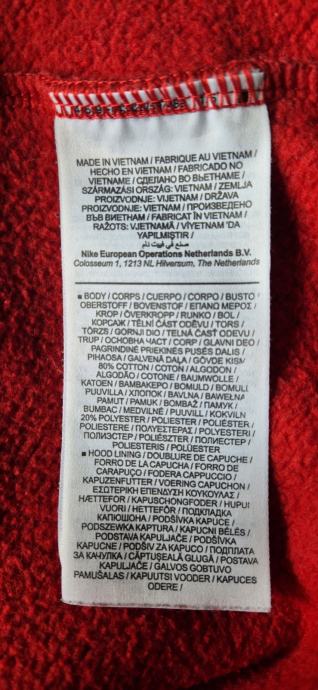 MADE IN VIETNAM / FABRIQUE AU VIETNAM /
HECHO EN VIETNAM / FABRICADO NO
VIETNAME / СДЕЛАНО ВО ВЬЕТНАМЕ /
SZÁRMAZÁSI ORSZÁG: VIETNAM / ZEMLJA
PROIZVODNJE: VIJETNAM / DRŽAVA
PROIZVODNJE: VIETNAM / ПРОИЗВЕДЕНО
ВЪВ ВИЕТНАМ / FABRICAT ÎN VIETNAM /
RAŽOTS: VJETNAMĀ / VİYETNAM 'DA
YAPILMIŞTIR /
صنع في فيت نام
Nike European Operations Netherlands B.V.
Colosseum 1, 1213 NL Hilversum, The Netherlands
■ BODY / CORPS / CUERPO / CORPO / BUSTO
OBERSTOFF / BOVENSTOF / ΕΠΑΝΩ ΜΕΡΟΣ /
KROP / ÖVERKROPP / RUNKO / BOL /
КОРСАЖ / TĚLNÍ ČÁST ODĚVU / TORS /
TÖRZS / GORNJI DIO / TELNÁ ČASŤ ODEVU /
TRUP / ОСНОВНА ЧАСТ / CORP / GLAVNI DEO /
PAGRINDINĖ PRIEKINĖS PUSĖS DALIS /
PIHAOSA / GALVENĀ DAĻA / GÖVDE KISMI
80% COTTON / COTON / ALGODON /
ALGODÃO / COTONE / BAUMWOLLE /
KATOEN / ΒΑΜΒΑΚΕΡΟ / BOMULD / BOMULL
PUUVILLA / ХЛОПОК / BAVLNA / BAWEŁNA
PAMUT / PAMUK / BOMBAŽ / ПАМУК /
BUMBAC / MEDVILNĖ / PUUVILL / KOKVILN
20% POLYESTER / POLIESTER / POLIÉSTER /
POLIESTERE / ΠΟΛΥΕΣΤΕΡΑΣ / POLYESTERI /
ПОЛИЭСТЕР / POLIÉSZTER / ПОЛИЕСТЕР /
POLIESTERIS / POLÜESTER
■ HOOD LINING / DOUBLURE DE CAPUCHE /
FORRO DE LA CAPUCHA / FORRO DE
CARAPUÇO / FODERA CAPPUCCIO /
KAPUZENFUTTER / VOERING CAPUCHON /
ΕΣΩΤΕΡΙΚΗ ΕΠΕΝΔΥΣΗ ΚΟΥΚΟΥΛΑΣ /
HÆTTEFOR / KAPUSCHONGFODER / HUPUN
VUORI / HETTEFÔR / ПОДКЛАДКА
КАПЮШОНА / PODŠÍVKA KAPUCE /
PODSZEWKA KAPTURA / KAPUCNI BÉLÉS /
PODSTAVA KAPULJAČE / PODŠÍVKA
KAPUCNE / PODŠIV ZA KAPUCO / ПОДПЛАТА
ЗА КАЧУЛКА / CĂPTUŞEALĂ GLUGĂ / POSTAVA
KAPULJAČE / GALVOS GOBTUVO
PAMUŠALAS / KAPUUTSI VOODER / KAPUCES
ODERE /